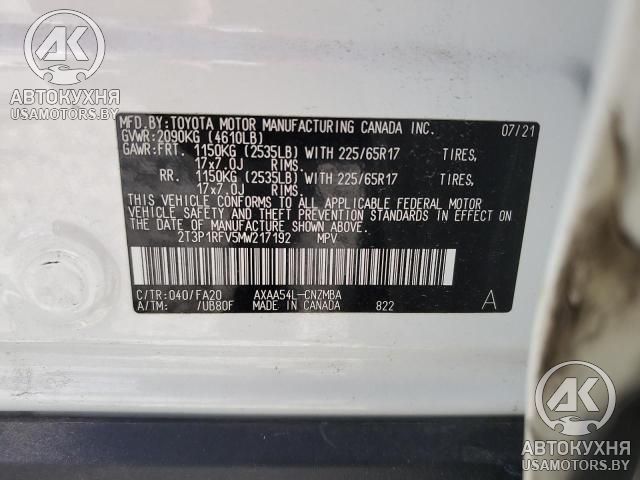 AK
АВТОКУХНЯ
USAMOTORS.BY
MFD.BY:TOYOTA MOTOR MANUFACTURING CANADA INC. 07/21
GVWR:2090KG (4610LB)
GAWR:FRT. 1150KG (2535LB) WITH 225/65R17 TIRES,
17x7.0J RIMS.
RR. 1150KG (2535LB) WITH 225/65R17 TIRES,
17x7.0J RIMS.
THIS VEHICLE CONFORMS TO ALL APPLICABLE FEDERAL MOTOR
VEHICLE SAFETY AND THEFT PREVENTION STANDARDS IN EFFECT ON
THE DATE OF MANUFACTURE SHOWN ABOVE.
2T3P1RFV5MW217192 MPV
C/TR:040/FA20 AXAA54L-CNZMBA
A/TM: /UB80F MADE IN CANADA 822 A
AK
АВТОКУХНЯ
USAMOTORS.BY